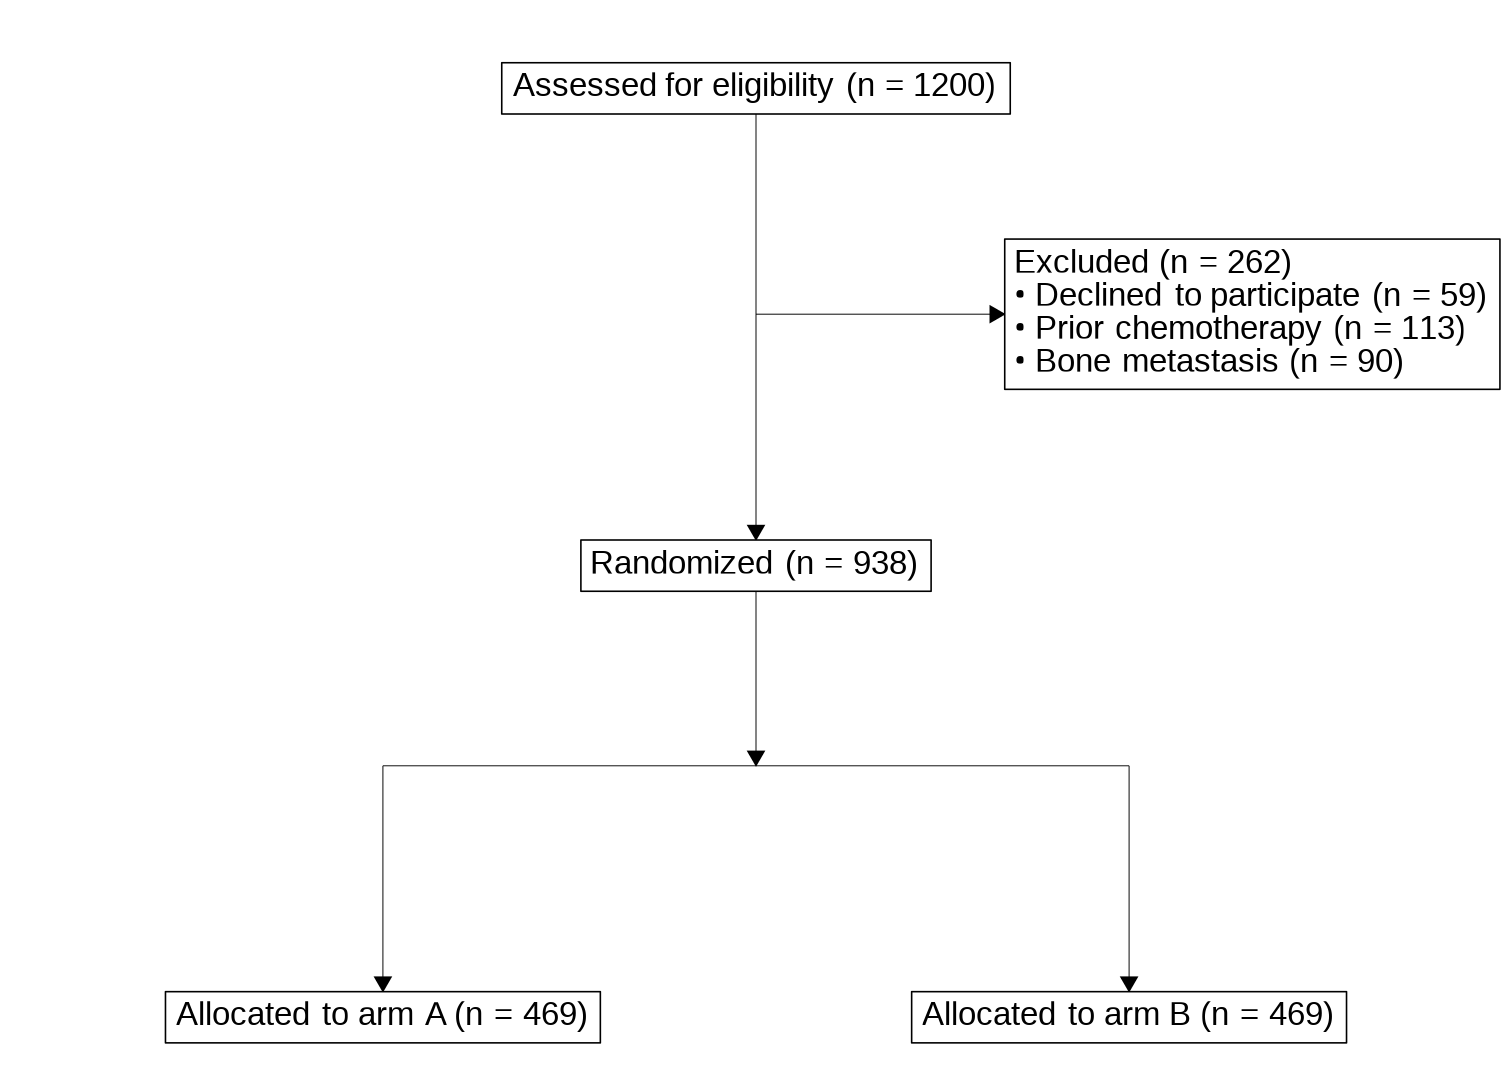 Assessed for eligibility (n = 1200)
Excluded (n = 262)
• Declined to participate (n = 59)
• Prior chemotherapy (n = 113)
• Bone metastasis (n = 90)
Randomized (n = 938)
Allocated to arm A (n = 469)
Allocated to arm B (n = 469)